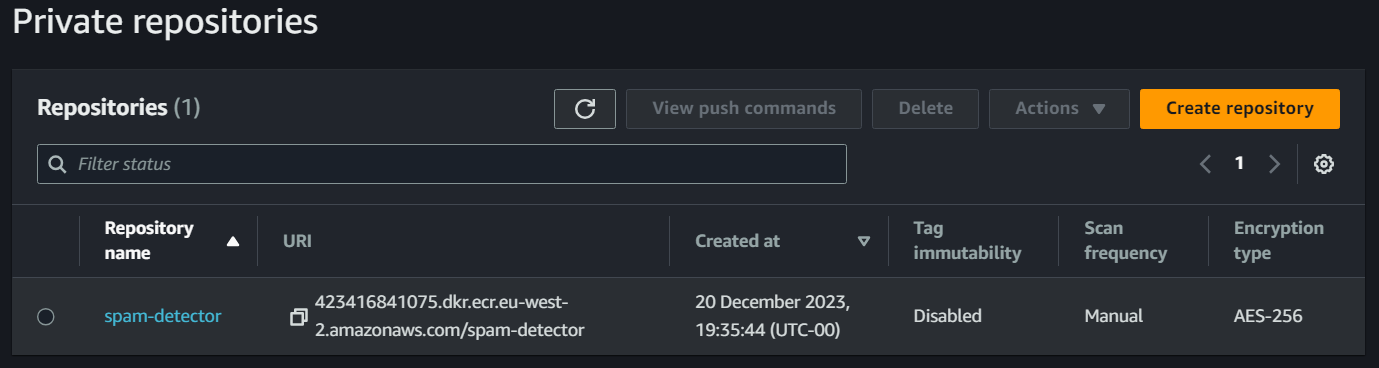 Private repositories
Repositories (1)
View push commands
Delete
Actions
Create repository
Filter status
1
Repository
name
URI
Created at
Tag
immutability
Scan
frequency
Encryption
type
spam-detector
423416841075.dkr.ecr.eu-west-
2.amazonaws.com/spam-detector
20 December 2023,
19:35:44 (UTC-00)
Disabled
Manual
AES-256